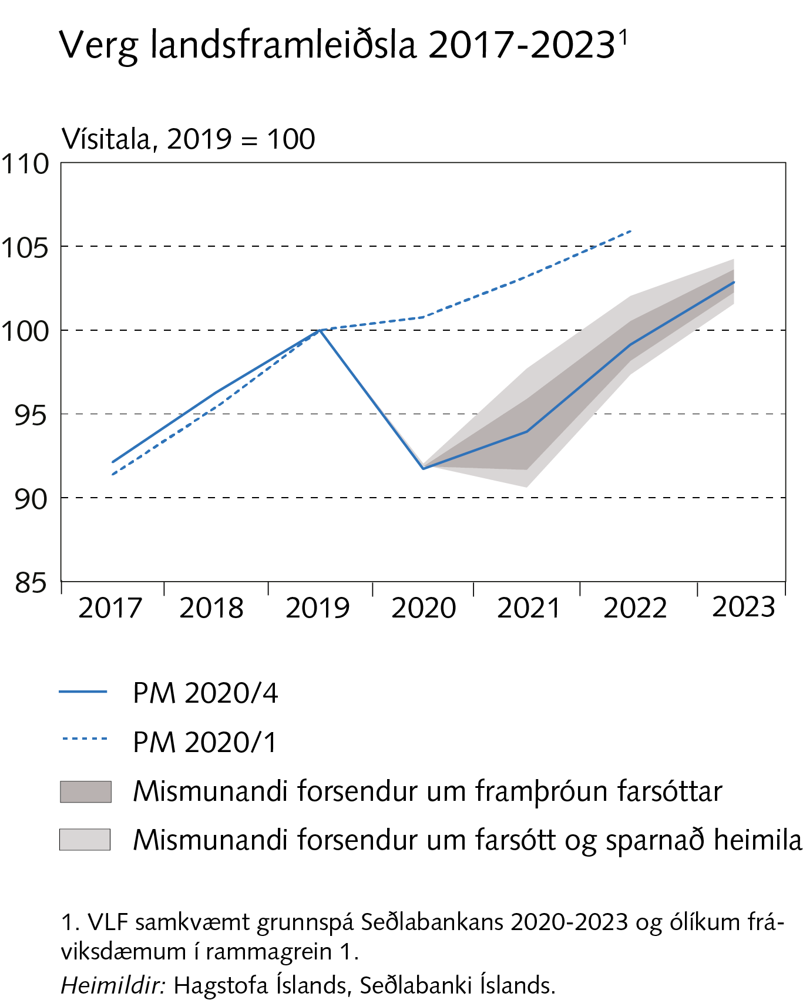 Verg landsframleiðsla 2017-2023¹
Vísitala, 2019 = 100
110
105
100
95
90
85
2017 2018 2019 2020 2021 2022 2023
PM 2020/4
PM 2020/1
Mismunandi forsendur um framþróun farsóttar
Mismunandi forsendur um farsótt og sparnað heimila
1. VLF samkvæmt grunnspá Seðlabankans 2020-2023 og ólíkum frá-
viksdæmum í rammagrein 1.
Heimildir: Hagstofa Íslands, Seðlabanki Íslands.